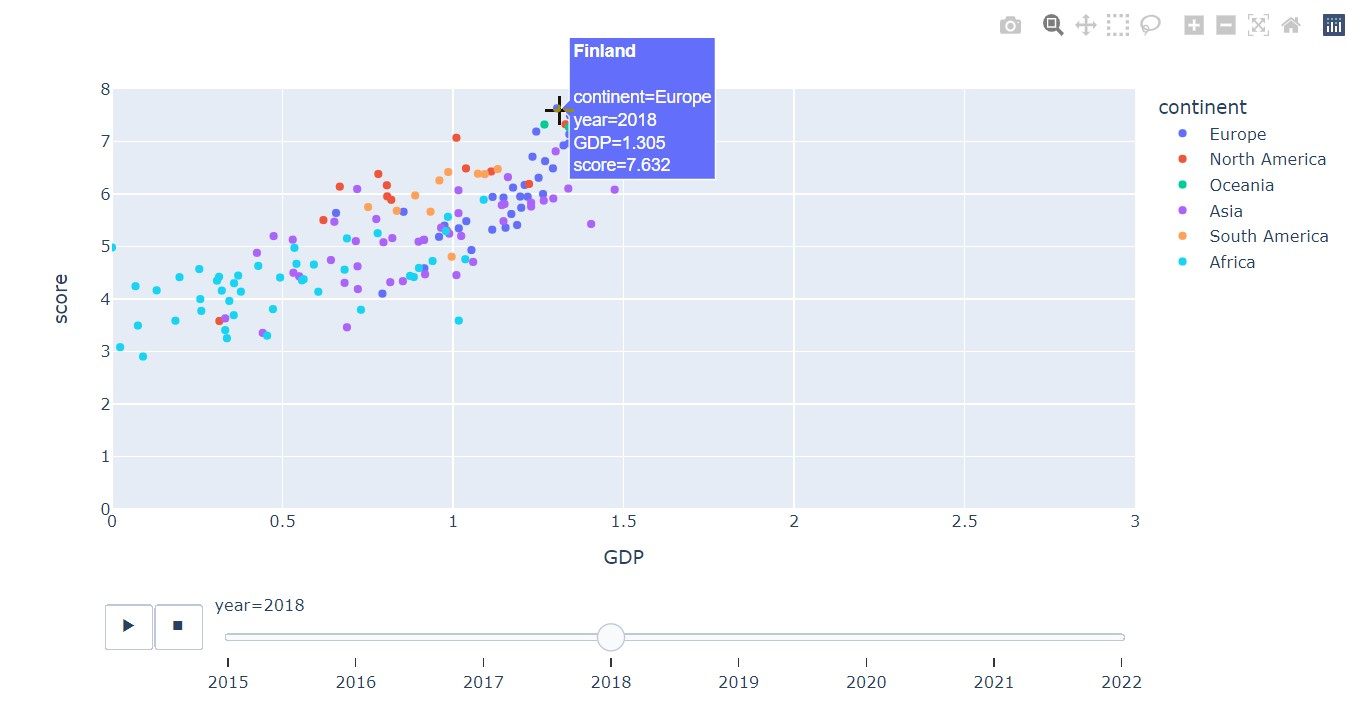 Finland
continent=Europe
year=2018
GDP=1.305
score=7.632
8
7
6
5
4
3
2
1
0
score
0 0.5 1 1.5 2 2.5 3
GDP
continent
Europe
North America
Oceania
Asia
South America
Africa
year=2018
2015 2016 2017 2018 2019 2020 2021 2022